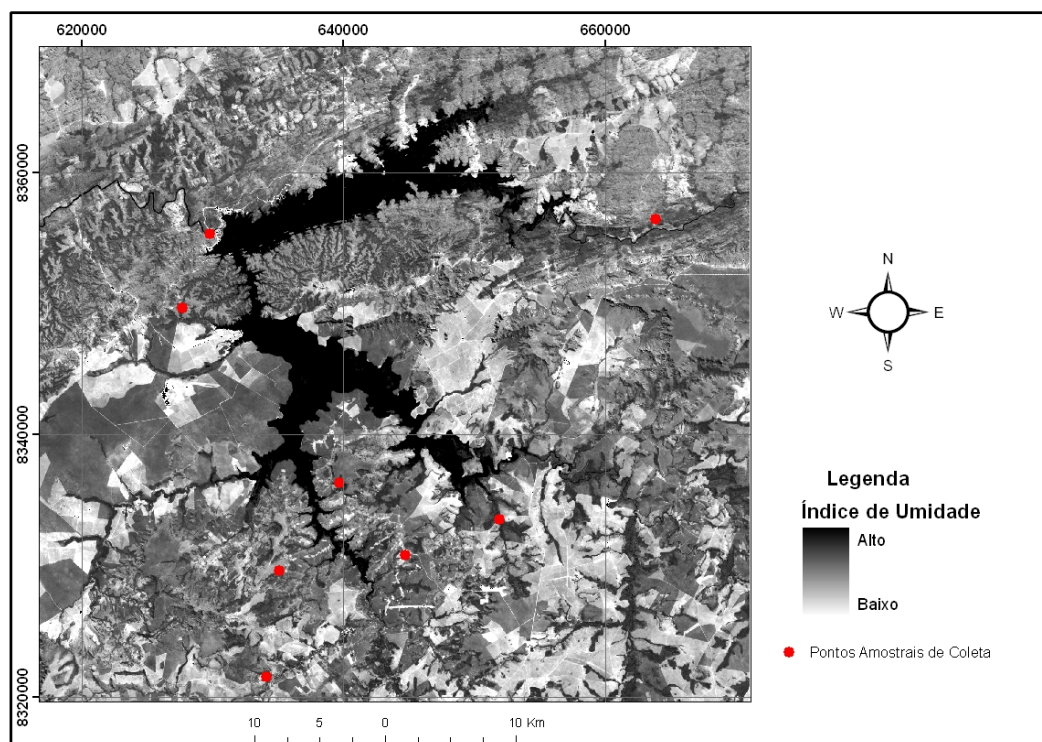 620000 640000 660000
8360000
8340000
8320000
N
W E
S
Legenda
Índice de Umidade
Alto
Baixo
Pontos Amostrais de Coleta
10 5 0 10 Km